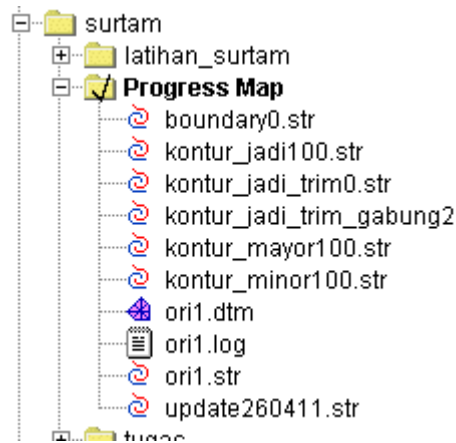 surtam
latihan_surtam
Progress Map
boundary0.str
kontur_jadi100.str
kontur_jadi_trim0.str
kontur_jadi_trim_gabung2
kontur_mayor100.str
kontur_minor100.str
ori1.dtm
ori1.log
ori1.str
update260411.str
tugas